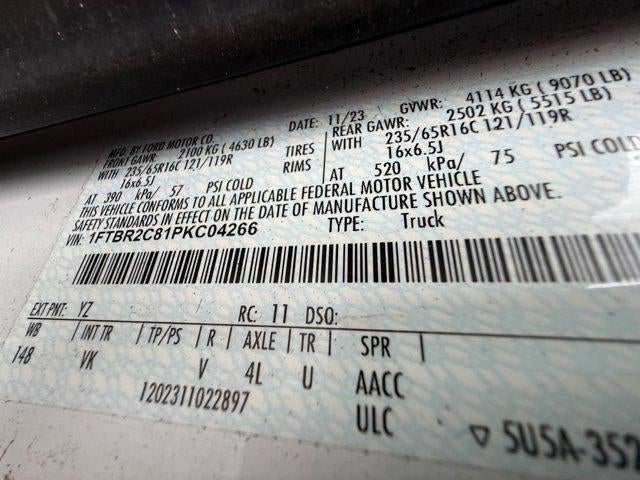 MFD. BY FORD MOTOR CO. DATE: 11/23 GVWR: 4114 KG ( 9070 LB)
FRONT GAWR: 2100 KG ( 4630 LB) REAR GAWR: 2502 KG ( 5515 LB)
WITH 235/65R16C 121/119R TIRES WITH 235/65R16C 121/119R
16x6.5J RIMS 16x6.5J
AT 390 kPa/ 57 PSI COLD AT 520 kPa/ 75 PSI COLD
THIS VEHICLE CONFORMS TO ALL APPLICABLE FEDERAL MOTOR VEHICLE
SAFETY STANDARDS IN EFFECT ON THE DATE OF MANUFACTURE SHOWN ABOVE.
VIN: 1FTBR2C81PKC04266 TYPE: Truck
EXT PNT: YZ RC: 11 DSO:
WB | INT TR | TP/PS | R | AXLE | TR | SPR |
148 VK V 4L U AACC
1202311022897 ULC
▽ 5U5A-352